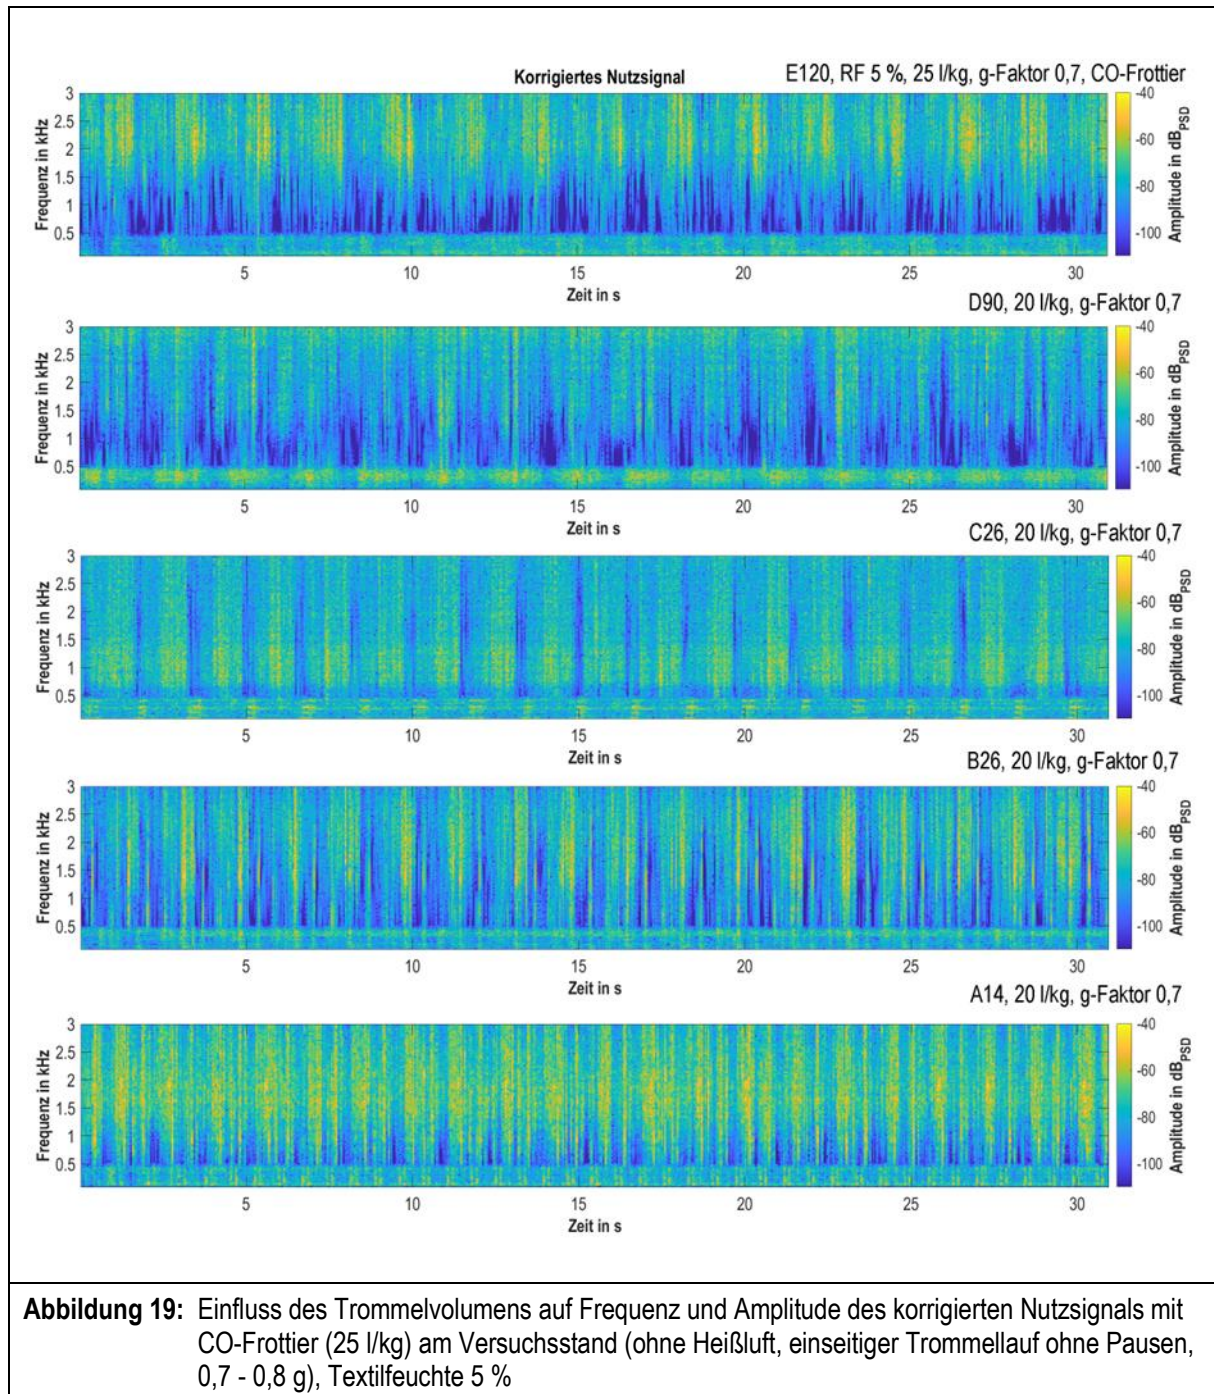 Korrigiertes Nutzsignal
E120, RF 5 %, 25 l/kg, g-Faktor 0,7, CO-Frottier
Frequenz in kHz
3
2.5
2
1.5
1
0.5
5 10 15 20 25 30
Zeit in s
-40
-60
-80
-100
Amplitude in dB_PSD
D90, 20 l/kg, g-Faktor 0,7
Frequenz in kHz
3
2.5
2
1.5
1
0.5
5 10 15 20 25 30
Zeit in s
-40
-60
-80
-100
Amplitude in dB_PSD
C26, 20 l/kg, g-Faktor 0,7
Frequenz in kHz
3
2.5
2
1.5
1
0.5
5 10 15 20 25 30
Zeit in s
-40
-60
-80
-100
Amplitude in dB_PSD
B26, 20 l/kg, g-Faktor 0,7
Frequenz in kHz
3
2.5
2
1.5
1
0.5
5 10 15 20 25 30
Zeit in s
-40
-60
-80
-100
Amplitude in dB_PSD
A14, 20 l/kg, g-Faktor 0,7
Frequenz in kHz
3
2.5
2
1.5
1
0.5
5 10 15 20 25 30
Zeit in s
-40
-60
-80
-100
Amplitude in dB_PSD
Abbildung 19: Einfluss des Trommelvolumens auf Frequenz und Amplitude des korrigierten Nutzsignals mit
CO-Frottier (25 l/kg) am Versuchsstand (ohne Heißluft, einseitiger Trommellauf ohne Pausen,
0,7 - 0,8 g), Textilfeuchte 5 %